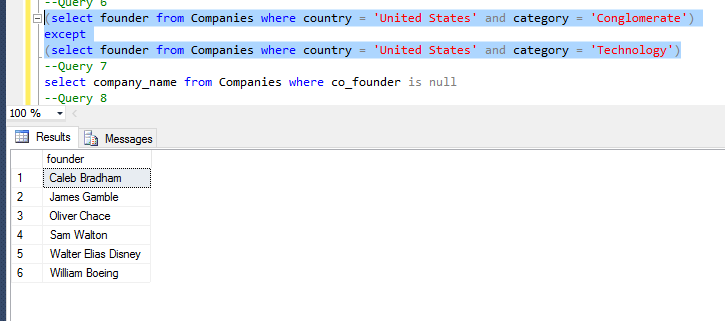 --Query 6
(select founder from Companies where country = 'United States' and category = 'Conglomerate')
except
(select founder from Companies where country = 'United States' and category = 'Technology')
--Query 7
select company_name from Companies where co_founder is null
--Query 8
100 %
Results Messages
founder
1 Caleb Bradham
2 James Gamble
3 Oliver Chace
4 Sam Walton
5 Walter Elias Disney
6 William Boeing